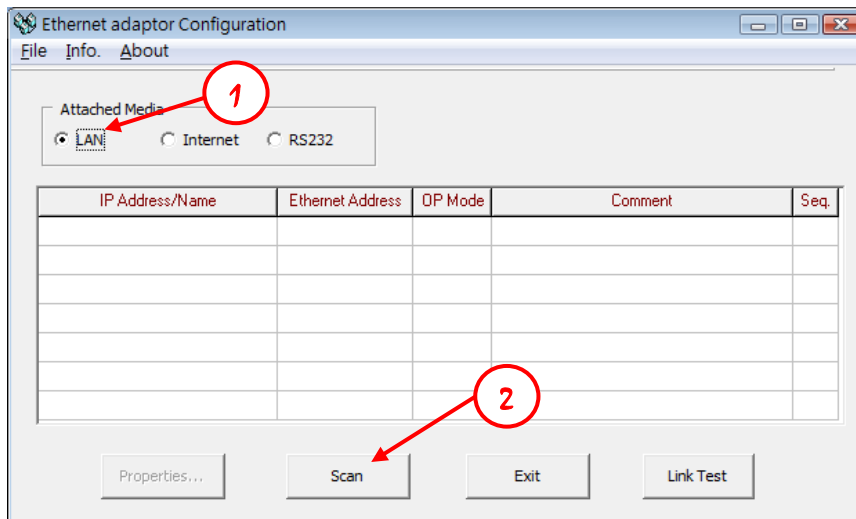 Ethernet adaptor Configuration
File Info. About
1
Attached Media
LAN Internet RS232
IP Address/Name Ethernet Address OP Mode Comment Seq.
2
Properties... Scan Exit Link Test